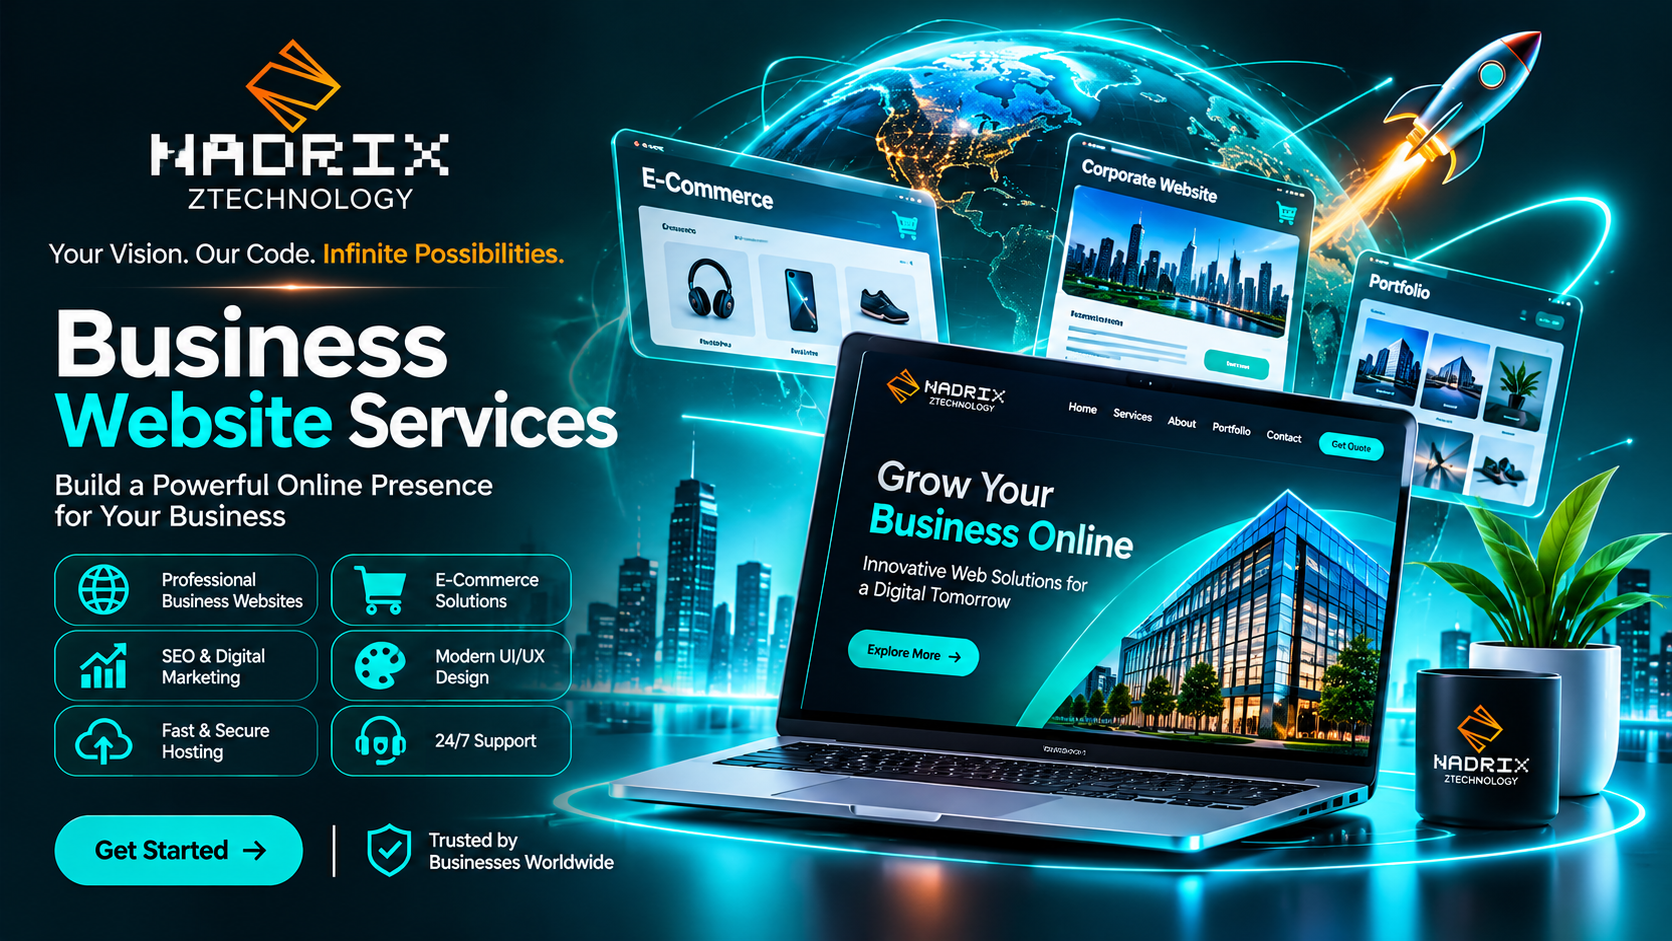 NADRIX
ZTECHNOLOGY
Your Vision. Our Code. Infinite Possibilities.
Business
Website Services
Build a Powerful Online Presence
for Your Business
Professional
Business Websites
E-Commerce
Solutions
SEO & Digital
Marketing
Modern UI/UX
Design
Fast & Secure
Hosting
24/7 Support
Get Started
Trusted by
Businesses Worldwide
E-Commerce
Corporate Website
Portfolio
NADRIX
ZTECHNOLOGY
Home
Services
About
Portfolio
Contact
Get Quote
Grow Your
Business Online
Innovative Web Solutions for
a Digital Tomorrow
Explore More
NADRIX
ZTECHNOLOGY